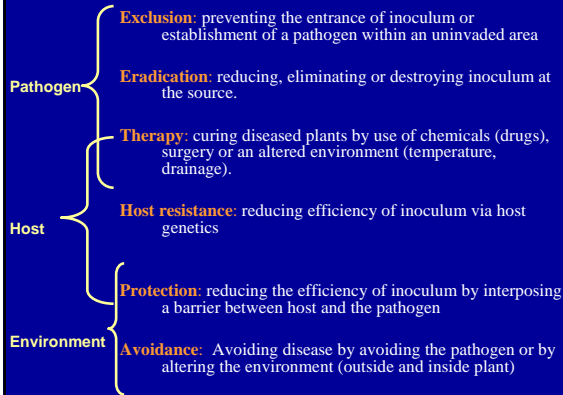 Exclusion: preventing the entrance of inoculum or
establishment of a pathogen within an uninvaded area
Eradication: reducing, eliminating or destroying inoculum at
the source.
Pathogen
Therapy: curing diseased plants by use of chemicals (drugs),
surgery or an altered environment (temperature,
drainage).
Host resistance: reducing efficiency of inoculum via host
genetics
Host
Protection: reducing the efficiency of inoculum by interposing
a barrier between host and the pathogen
Environment
Avoidance: Avoiding disease by avoiding the pathogen or by
altering the environment (outside and inside plant)